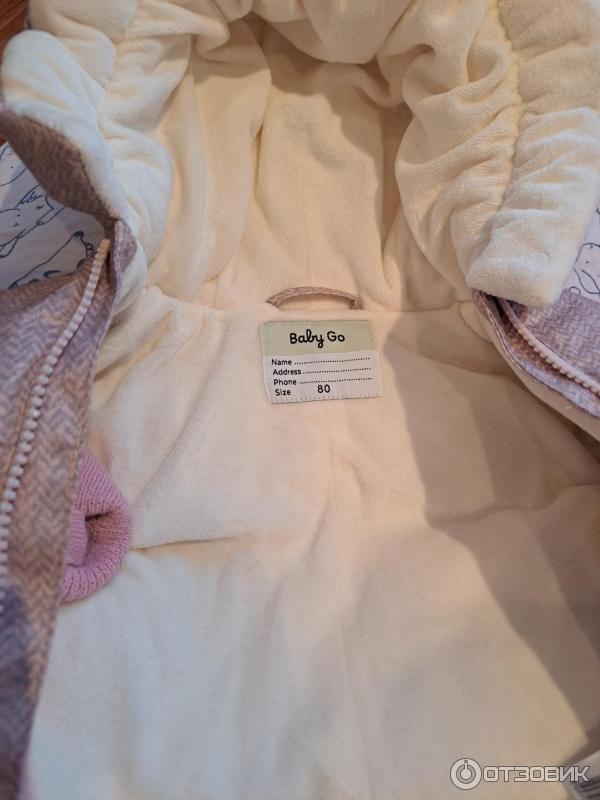 Baby Go
Name ........................
Address .....................
Phone .......................
Size 80
ОТЗОВИК